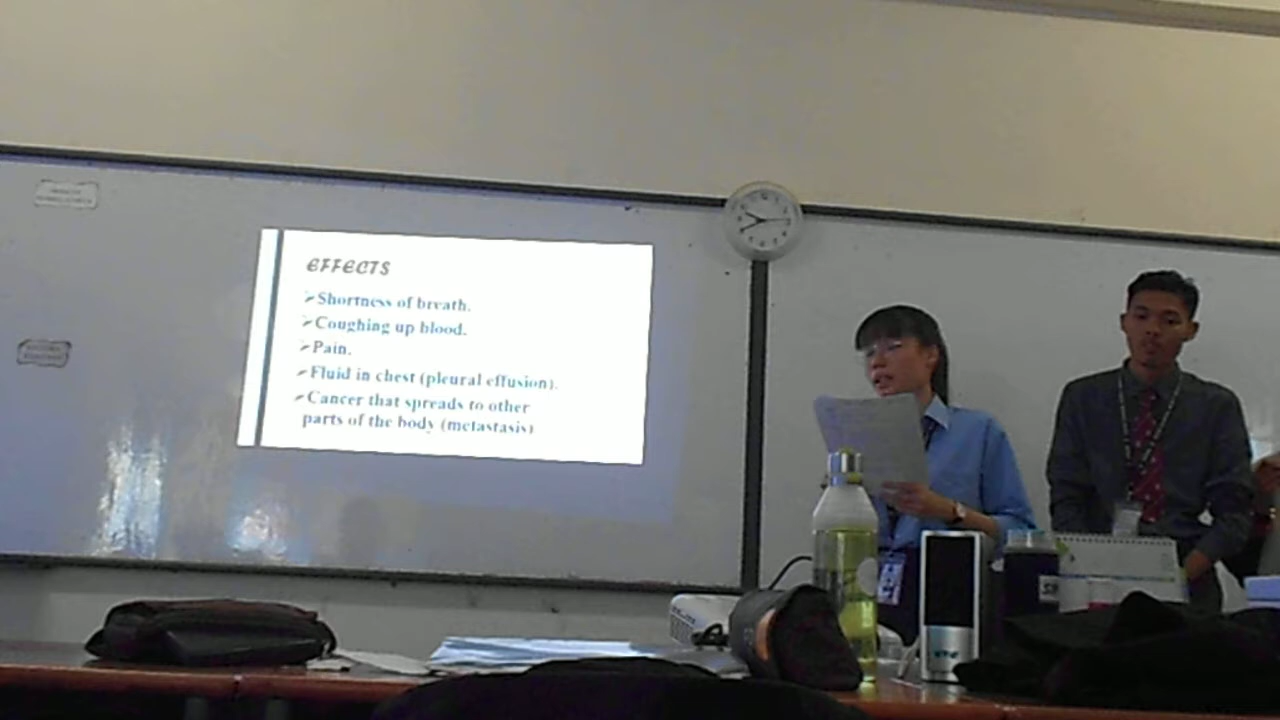 EFFECTS
➢Shortness of breath.
➢Coughing up blood.
➢Pain.
➢Fluid in chest (pleural effusion).
➢Cancer that spreads to other
parts of the body (metastasis)